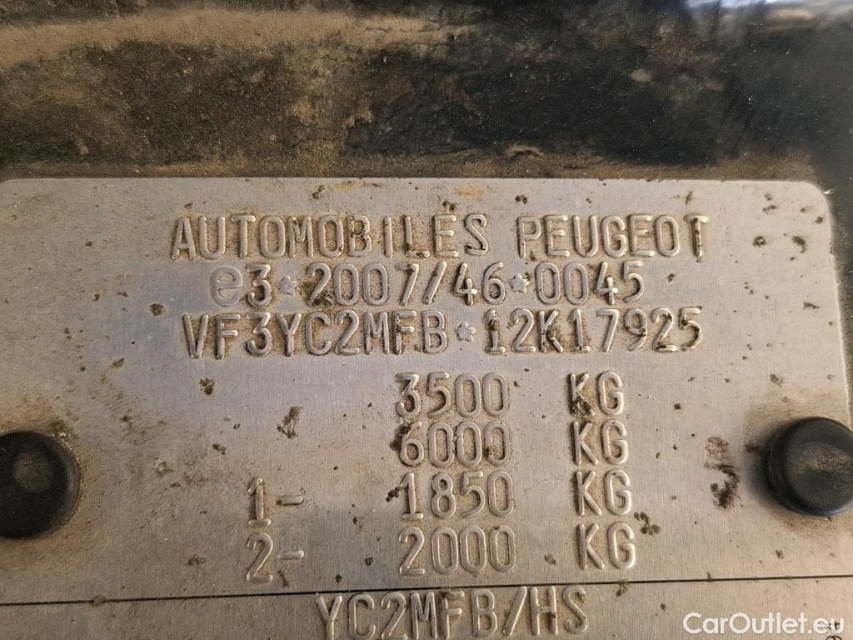 AUTOMOBILES PEUGEOT
e3*2007/46*0045
VF3YC2MFB*12K17925
3500 KG
6000 KG
1- 1850 KG
2- 2000 KG
YC2MFB/HS
CarOutlet.eu